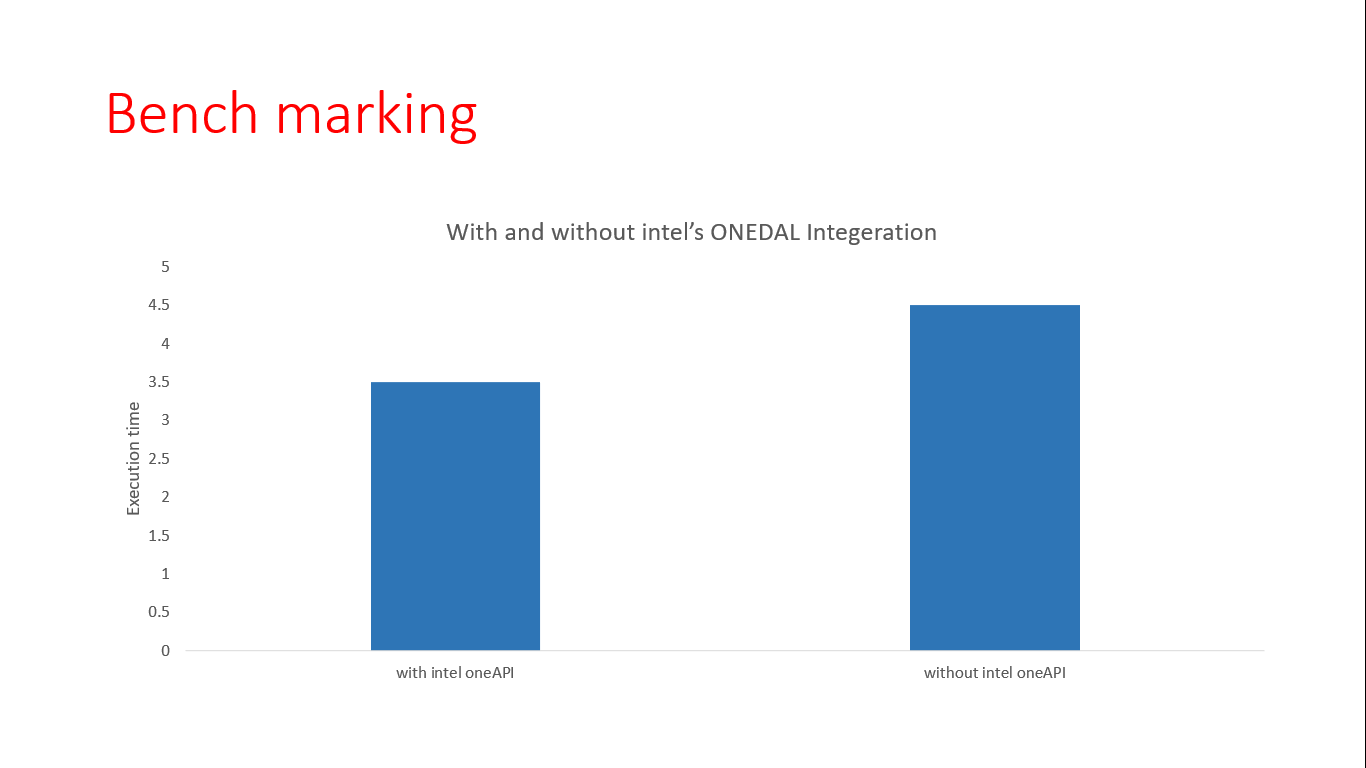 Bench marking
With and without intel’s ONEDAL Integeration
5
4.5
4
3.5
3
2.5
2
1.5
1
0.5
0
Execution time
with intel oneAPI
without intel oneAPI